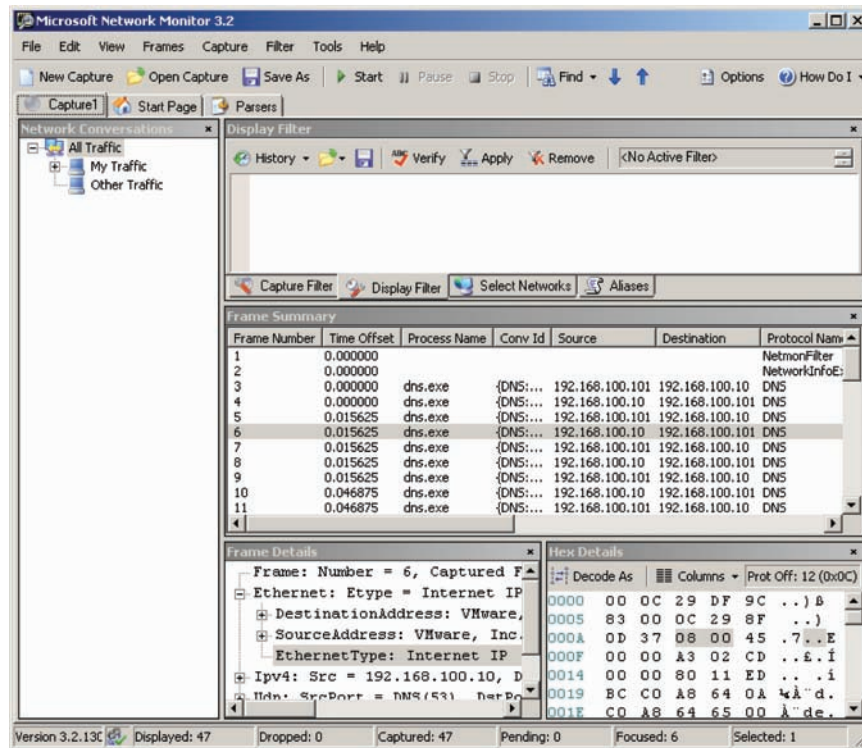 Microsoft Network Monitor 3.2
File Edit View Frames Capture Filter Tools Help
New Capture Open Capture Save As Start Pause Stop Find Options How Do I
Capture1 Start Page Parsers
Network Conversations
All Traffic
My Traffic
Other Traffic
Display Filter
History ABC Verify Apply Remove <No Active Filter>
Capture Filter Display Filter Select Networks Aliases
Frame Summary
Frame Number Time Offset Process Name Conv Id Source Destination Protocol Nam
1 0.000000 NetmonFilter
2 0.000000 NetworkInfoE
3 0.000000 dns.exe {DNS:... 192.168.100.101 192.168.100.10 DNS
4 0.000000 dns.exe {DNS:... 192.168.100.10 192.168.100.101 DNS
5 0.015625 dns.exe {DNS:... 192.168.100.101 192.168.100.10 DNS
6 0.015625 dns.exe {DNS:... 192.168.100.10 192.168.100.101 DNS
7 0.015625 dns.exe {DNS:... 192.168.100.101 192.168.100.10 DNS
8 0.015625 dns.exe {DNS:... 192.168.100.10 192.168.100.101 DNS
9 0.015625 dns.exe {DNS:... 192.168.100.101 192.168.100.10 DNS
10 0.046875 dns.exe {DNS:... 192.168.100.10 192.168.100.101 DNS
11 0.046875 dns.exe {DNS:... 192.168.100.101 192.168.100.10 DNS
Frame Details
Frame: Number = 6, Captured F
Ethernet: Etype = Internet IP
DestinationAddress: VMware,
SourceAddress: VMware, Inc.
EthernetType: Internet IP
Ipv4: Src = 192.168.100.10, D
Udp: SrcPort = DNS(53), DstPo
Hex Details
Decode As Columns Prot Off: 12 (0x0C)
0000 00 0C 29 DF 9C ..)ß
0005 83 00 0C 29 8F ..)
000A 0D 37 08 00 45 .7..E
000F 00 00 A3 02 CD ..£.Í
0014 00 00 80 11 ED .. .í
0019 BC C0 A8 64 0A ¼À¨d.
001E C0 A8 64 65 00 À¨de.
Version 3.2.13 Displayed: 47 Dropped: 0 Captured: 47 Pending: 0 Focused: 6 Selected: 1